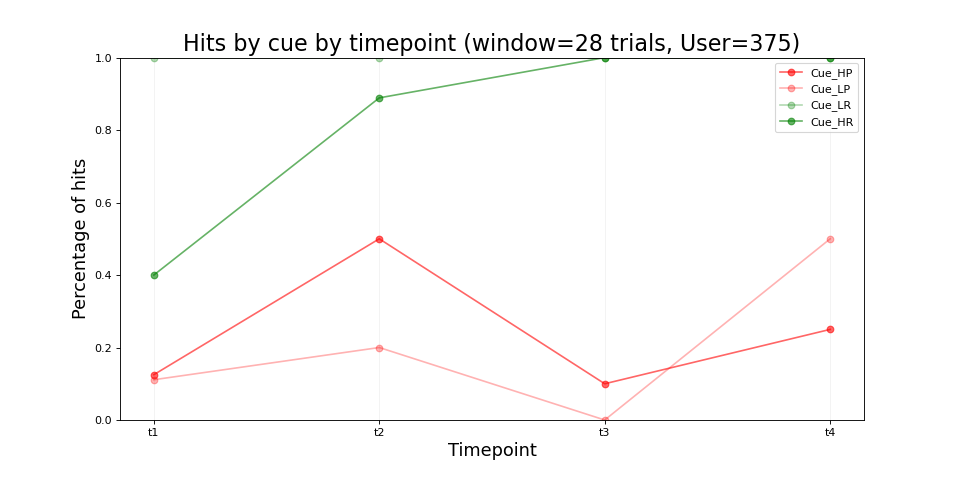 Hits by cue by timepoint (window=28 trials, User=375)
Percentage of hits
1.0
0.8
0.6
0.4
0.2
0.0
Cue_HP
Cue_LP
Cue_LR
Cue_HR
t1
t2
t3
t4
Timepoint